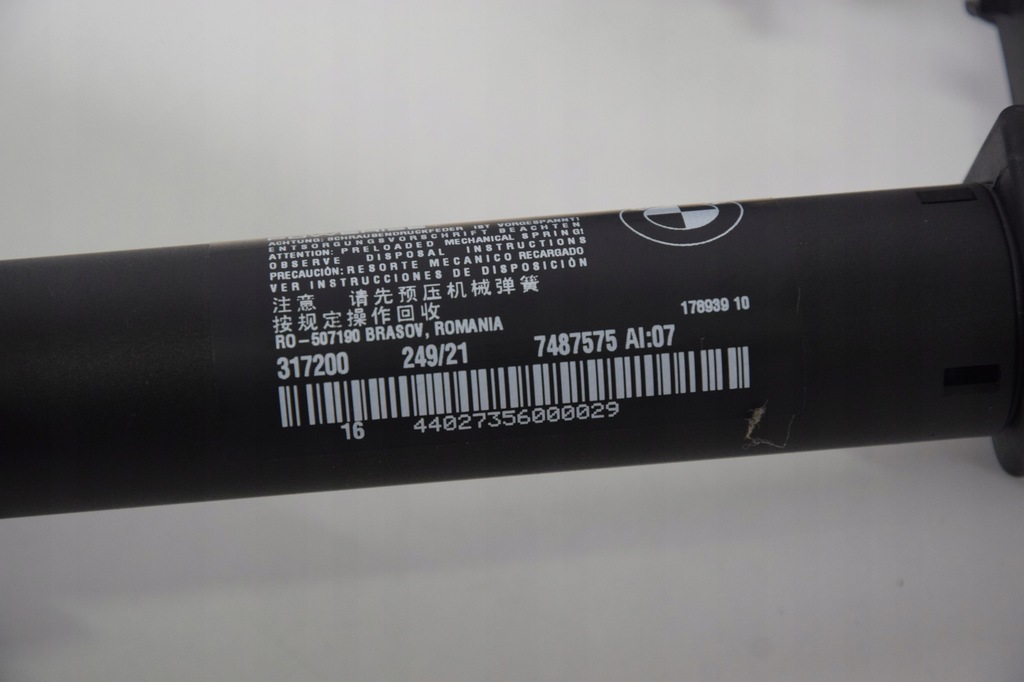 ACHTUNG: SCHRAUBENDRUCKFEDER IST VORGESPANNT!
ENTSORGUNGSVORSCHRIFT BEACHTEN
ATTENTION: PRELOADED MECHANICAL SPRING!
OBSERVE DISPOSAL INSTRUCTIONS
PRECAUCIÓN: RESORTE MECÁNICO RECARGADO
VER INSTRUCCIONES DE DISPOSICIÓN
注意 请先预压机械弹簧
按规定操作回收
RO-507190 BRASOV, ROMANIA
176939 10
317200 249/21 7487575 AI:07
16 44027356000029